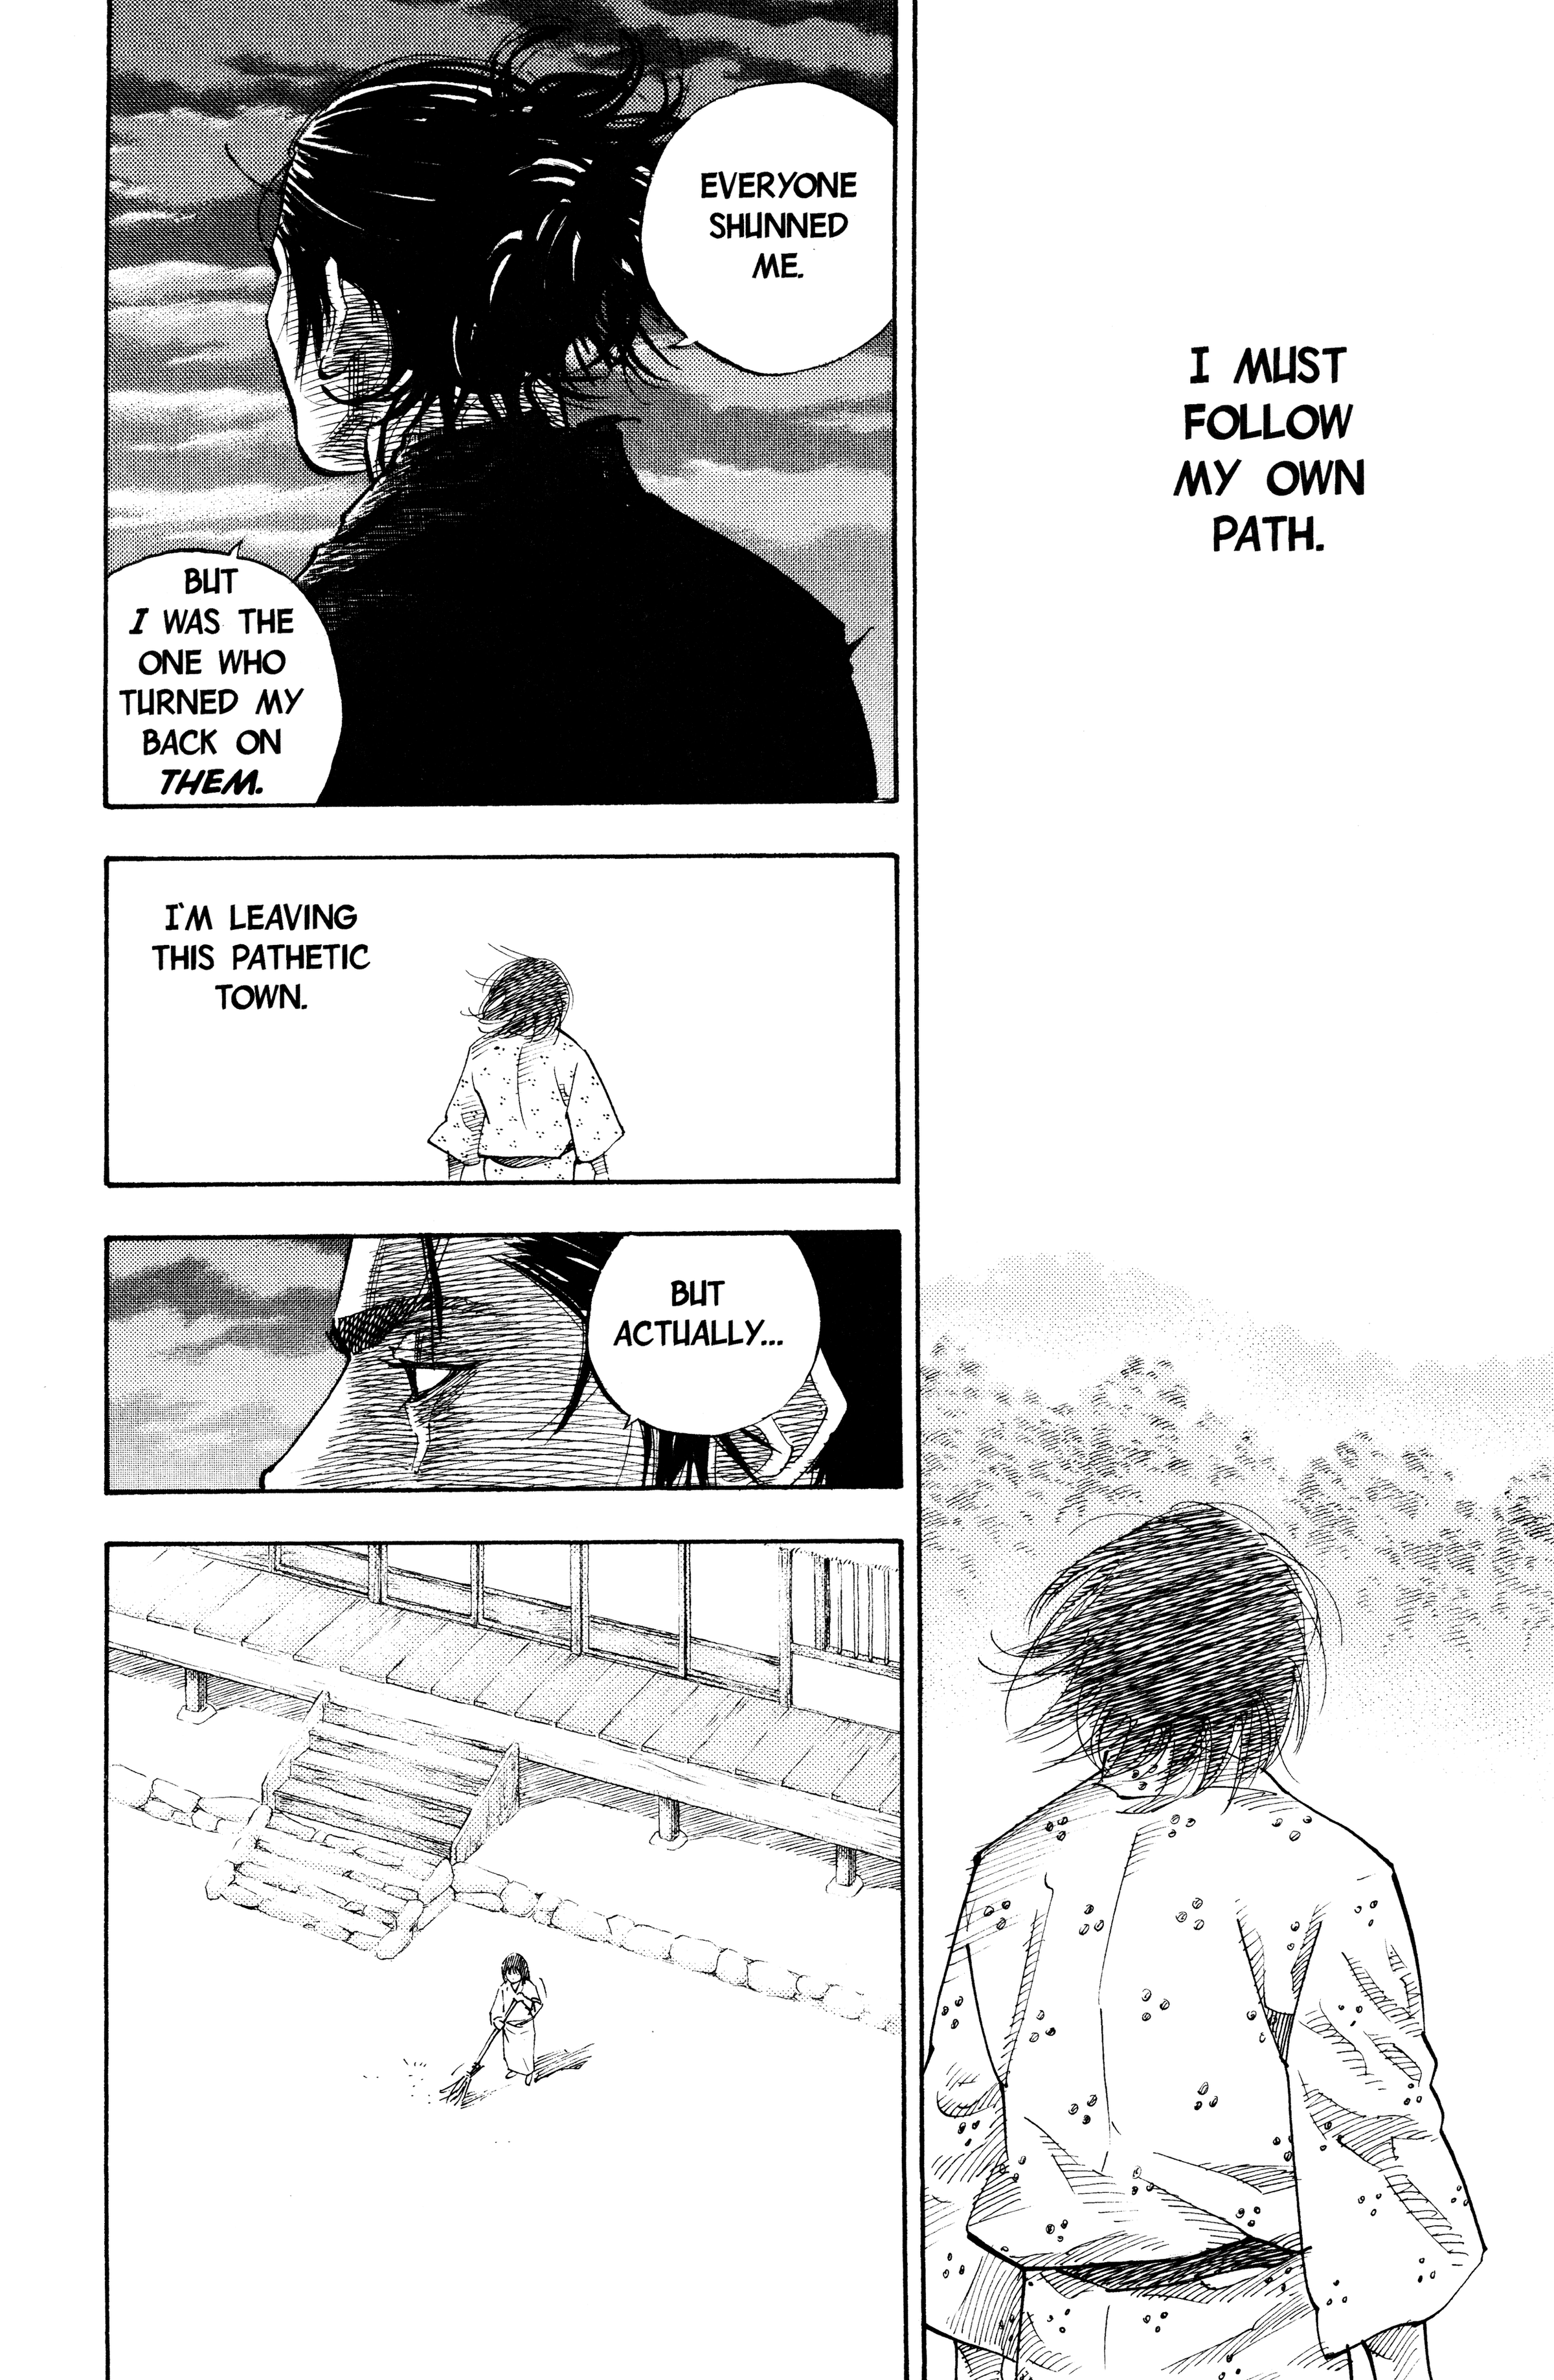 I MUST
FOLLOW
MY OWN
PATH.
EVERYONE
SHUNNED
ME.
BUT
I WAS THE
ONE WHO
TURNED MY
BACK ON
THEM.
I'M LEAVING
THIS PATHETIC
TOWN.
BUT
ACTUALLY...